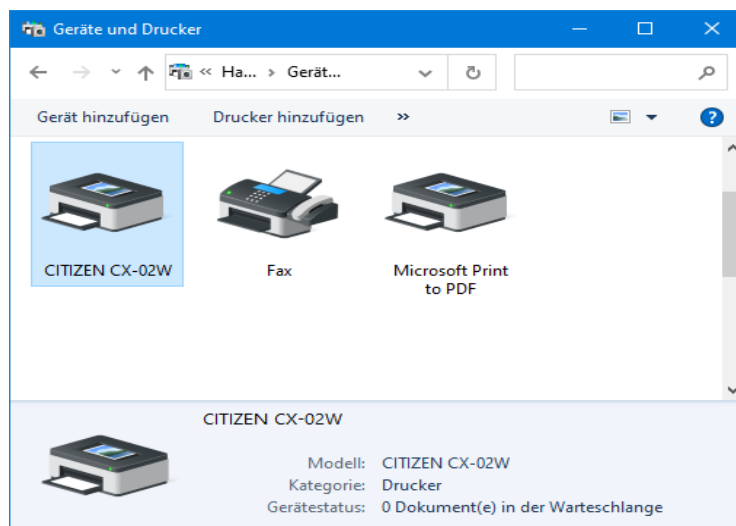 Geräte und Drucker
« Ha... › Gerät...
Gerät hinzufügen Drucker hinzufügen »
CITIZEN CX-02W Fax Microsoft Print
to PDF
CITIZEN CX-02W
Modell: CITIZEN CX-02W
Kategorie: Drucker
Gerätestatus: 0 Dokument(e) in der Warteschlange